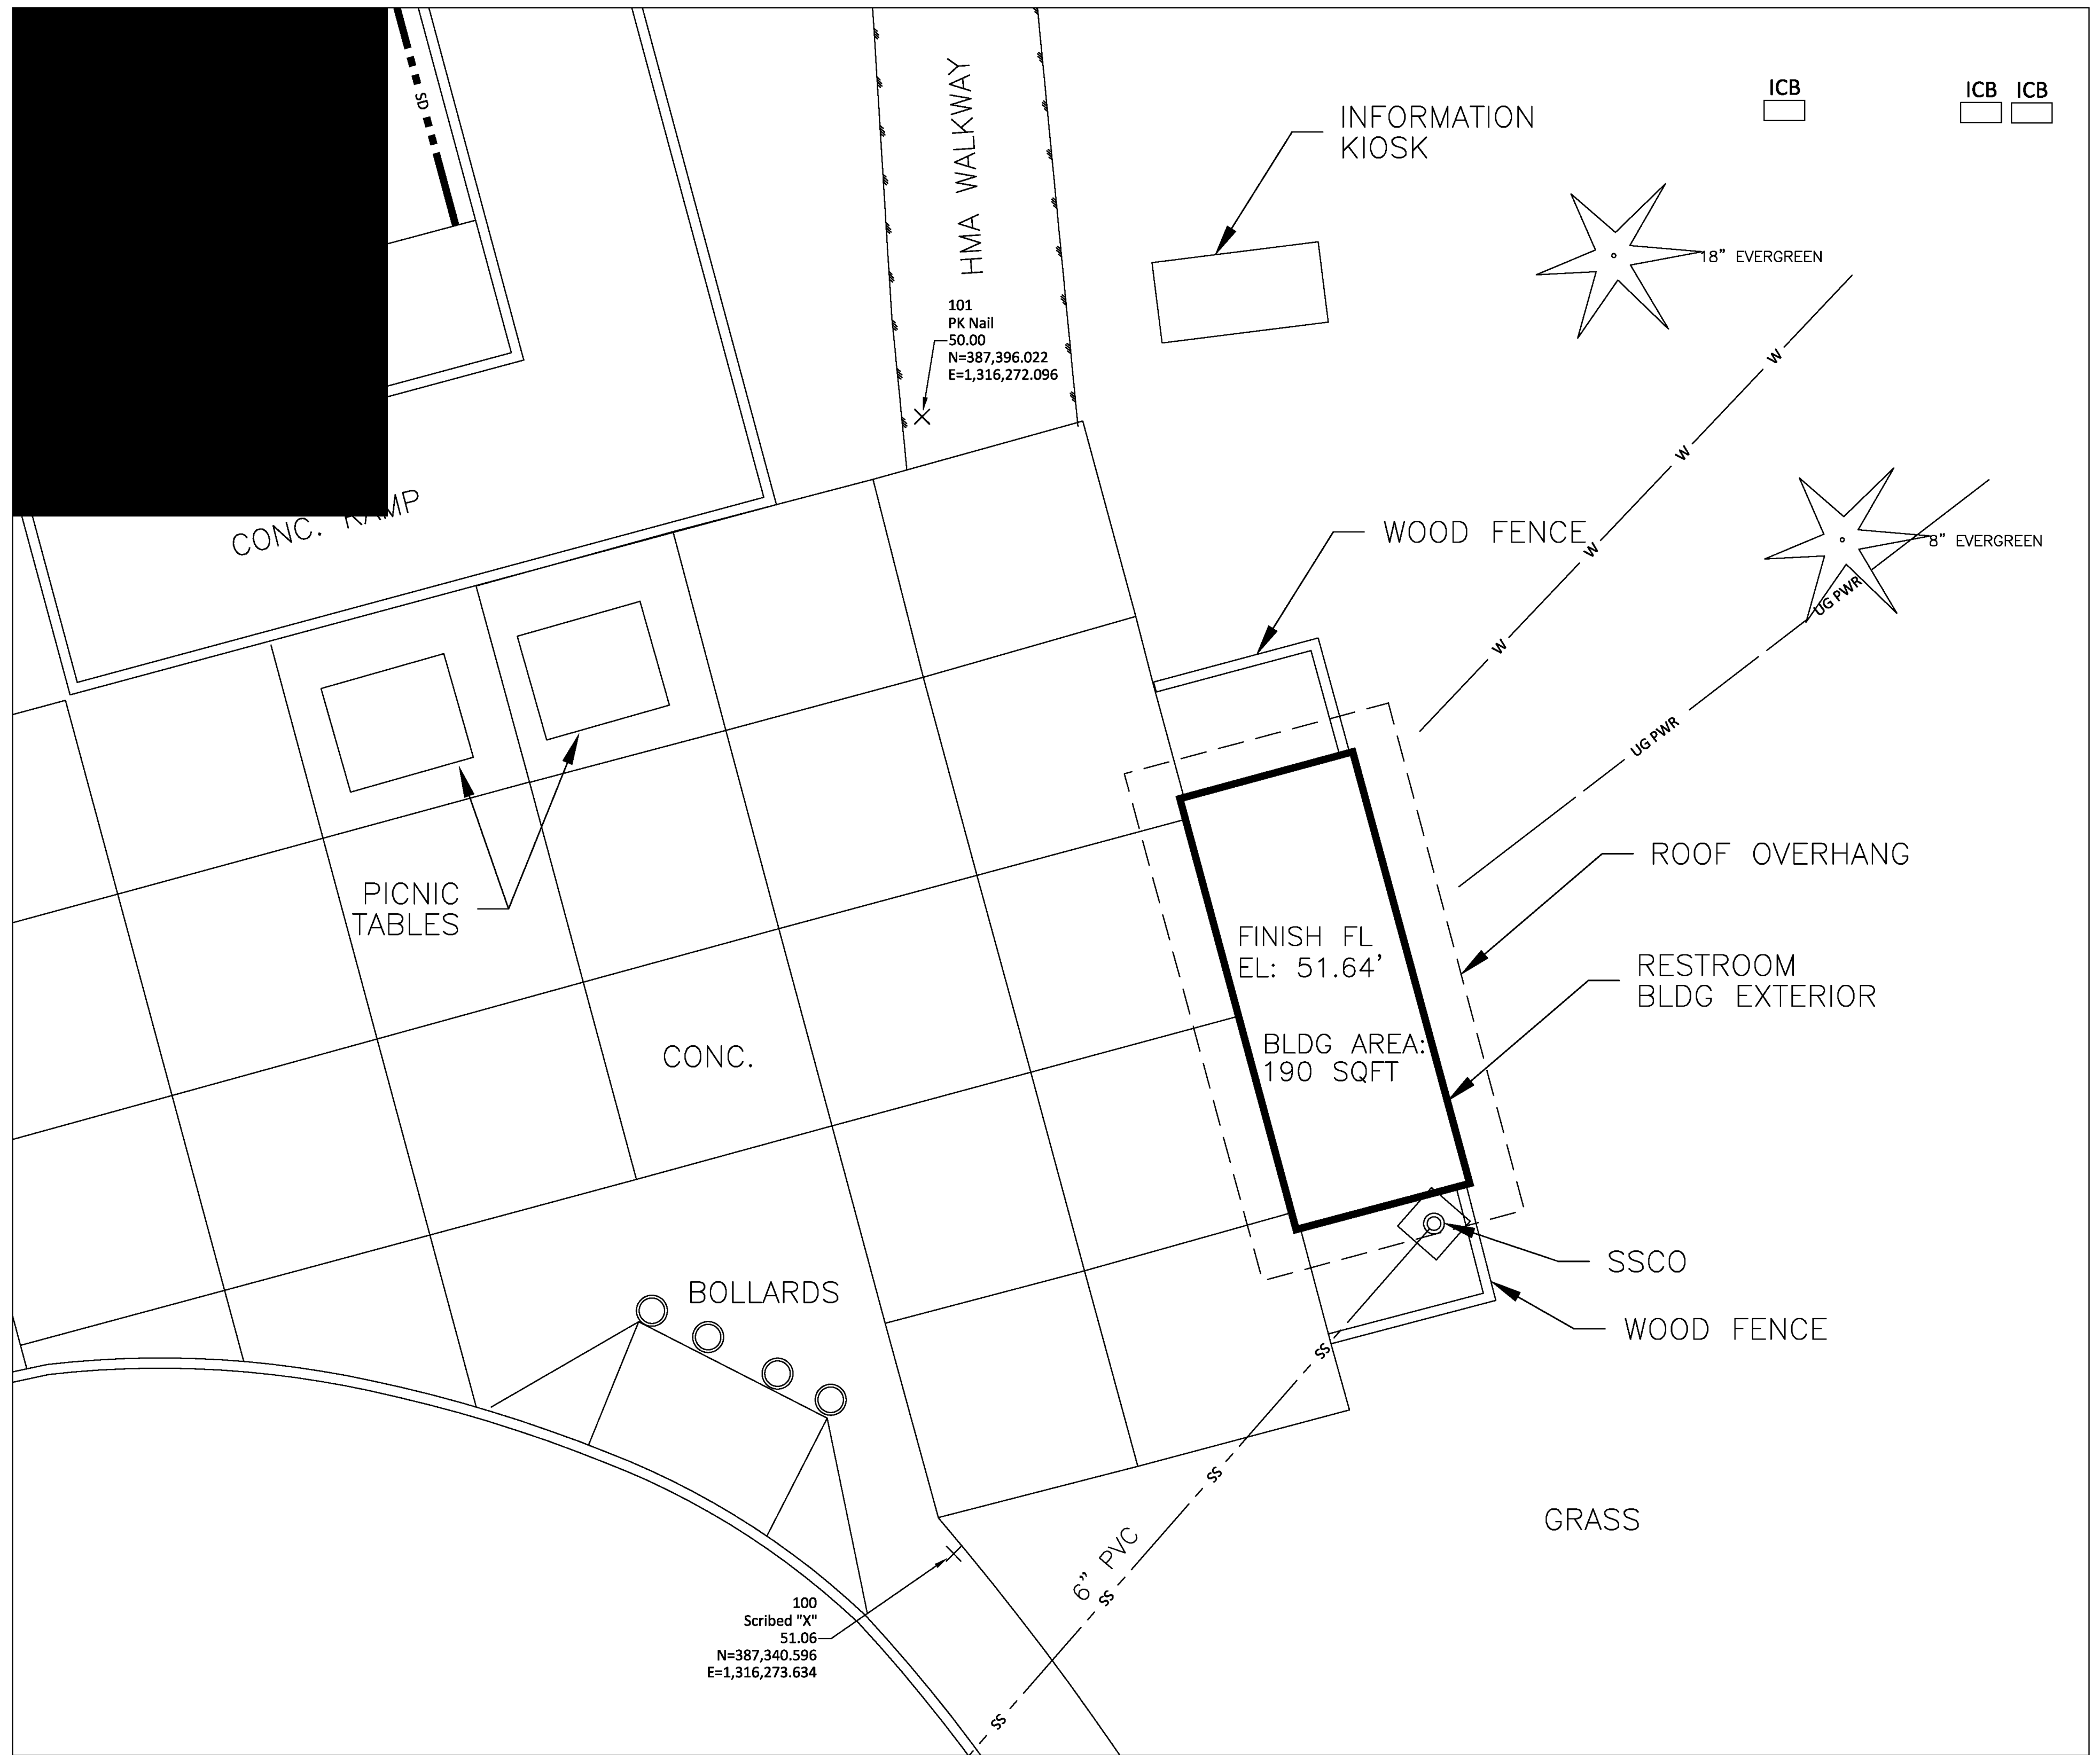 SD
HMA WALKWAY
INFORMATION
KIOSK
ICB
ICB
ICB
18" EVERGREEN
101
PK Nail
50.00
N=387,396.022
E=1,316,272.096
W
W
W
W
CONC. RAMP
WOOD FENCE
8" EVERGREEN
UG PWR
UG PWR
PICNIC
TABLES
ROOF OVERHANG
FINISH FL
EL: 51.64'
RESTROOM
BLDG EXTERIOR
BLDG AREA:
190 SQFT
CONC.
SSCO
BOLLARDS
WOOD FENCE
SS
SS
GRASS
6" PVC
SS
100
Scribed "X"
51.06
N=387,340.596
E=1,316,273.634
SS